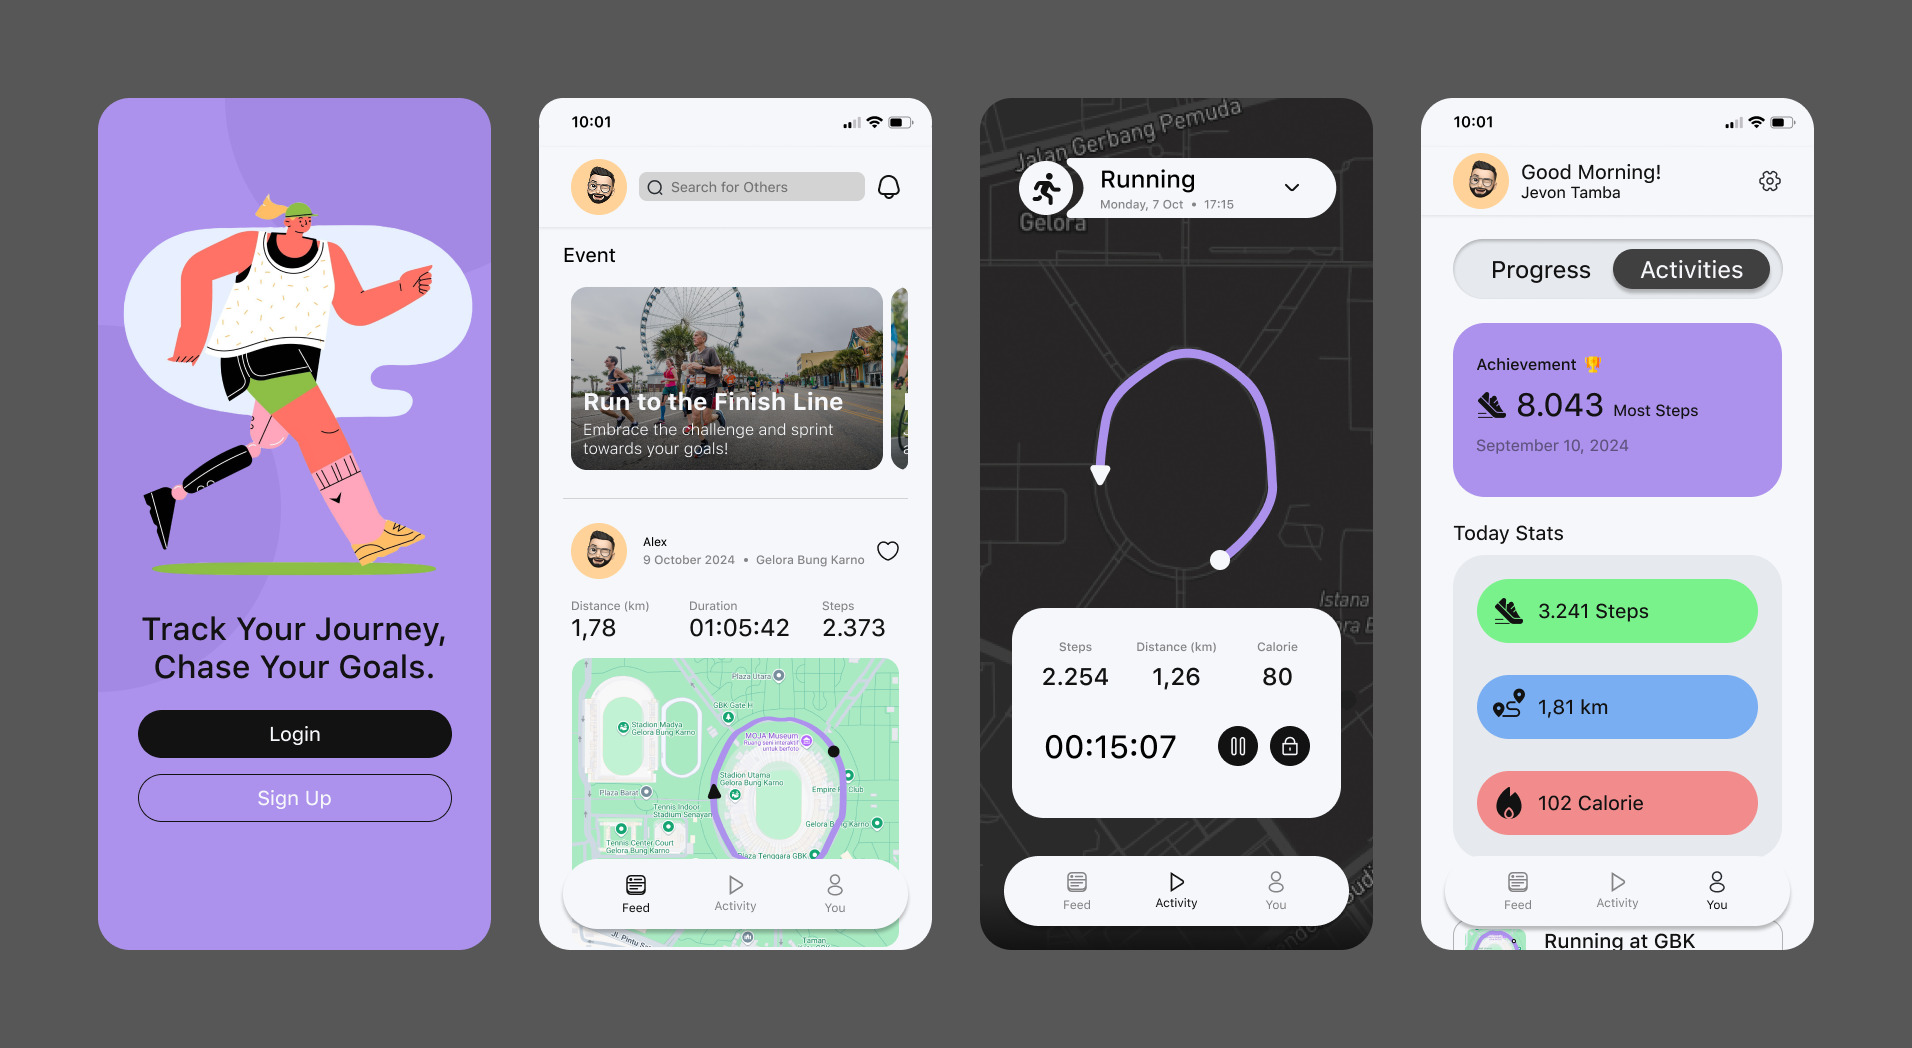 Track Your Journey,
Chase Your Goals.
Login
Sign Up
10:01
Search for Others
Event
Run to the Finish Line
Embrace the challenge and sprint
towards your goals!
Alex
9 October 2024 • Gelora Bung Karno
Distance (km)
1,78
Duration
01:05:42
Steps
2.373
Plaza Utara
GBK Gate H
Stadion Madya
Gelora Bung Karno
MOJA Museum
Ruang seni interaktif
untuk berfoto
Stadion Utama
Gelora Bung Karno
Plaza Barat
Empire Club
Tennis Indoor
Stadium Senayan
Gelora Bung Karno
Tennis Center Court
Gelora Bung Karno
Plaza Tenggara GBK
Feed
Activity
You
Taman
Jalan Gerbang Pemuda
Running
Monday, 7 Oct • 17:15
Gelora
Istana
Steps
2.254
Distance (km)
1,26
Calorie
80
00:15:07
Feed
Activity
You
10:01
Good Morning!
Jevon Tamba
Progress
Activities
Achievement 🏆
8.043 Most Steps
September 10, 2024
Today Stats
3.241 Steps
1,81 km
102 Calorie
Feed
Activity
You
Running at GBK